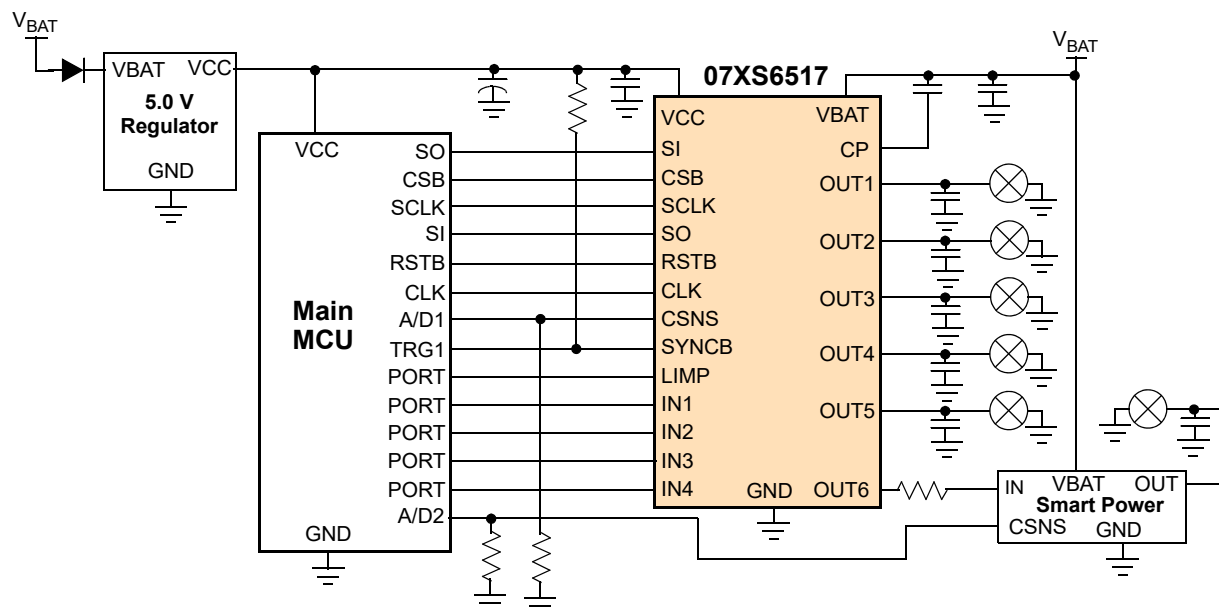 VBAT
VBAT VCC
5.0 V
Regulator
GND
Main
MCU
VCC
SO
CSB
SCLK
SI
RSTB
CLK
A/D1
TRG1
PORT
PORT
PORT
PORT
PORT
A/D2
GND
07XS6517
VCC
SI
CSB
SCLK
SO
RSTB
CLK
CSNS
SYNCB
LIMP
IN1
IN2
IN3
IN4
GND
VBAT
CP
OUT1
OUT2
OUT3
OUT4
OUT5
OUT6
VBAT
IN VBAT OUT
Smart Power
CSNS GND